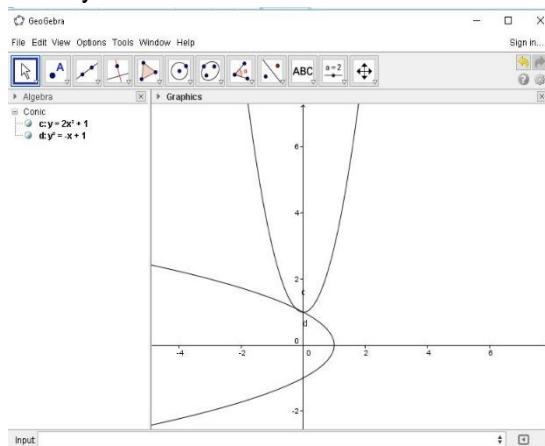 GeoGebra
File Edit View Options Tools Window Help
Sign in...
ABC
a=2
Algebra
Graphics
Conic
c: y = 2x² + 1
d: y² = -x + 1
6
4
2
c
d
0
-4 -2 0 2 4 6
-2
Input: